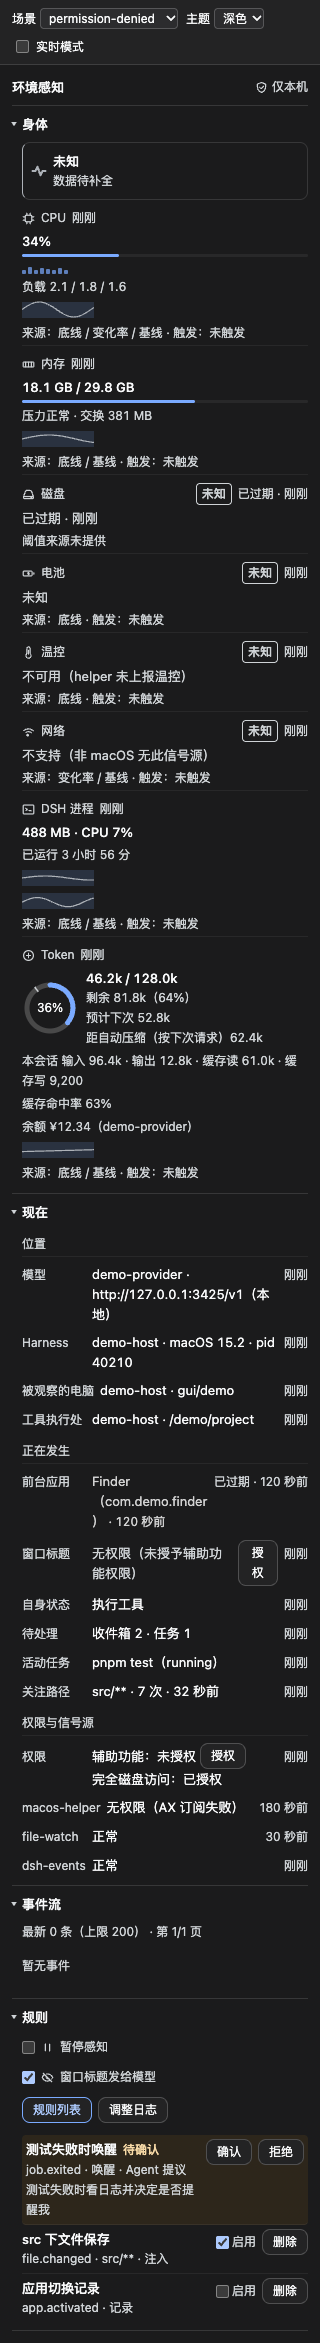 场景 permission-denied 主题 深色
实时模式
环境感知 仅本机
身体
未知
数据待补全
CPU 刚刚
34%
负载 2.1 / 1.8 / 1.6
来源：底线 / 变化率 / 基线 · 触发：未触发
内存 刚刚
18.1 GB / 29.8 GB
压力正常 · 交换 381 MB
来源：底线 / 基线 · 触发：未触发
磁盘 未知 已过期 · 刚刚
已过期 · 刚刚
阈值来源未提供
电池 未知 刚刚
未知
来源：底线 · 触发：未触发
温控 未知 刚刚
不可用（helper 未上报温控）
来源：底线 · 触发：未触发
网络 未知 刚刚
不支持（非 macOS 无此信号源）
来源：变化率 / 基线 · 触发：未触发
DSH 进程 刚刚
488 MB · CPU 7%
已运行 3 小时 56 分
来源：底线 / 基线 · 触发：未触发
Token 刚刚
36%
46.2k / 128.0k
剩余 81.8k（64%）
预计下次 52.8k
距自动压缩（按下次请求）62.4k
本会话 输入 96.4k · 输出 12.8k · 缓存读 61.0k · 缓
存写 9,200
缓存命中率 63%
余额 ¥12.34（demo-provider）
来源：底线 / 基线 · 触发：未触发
现在
位置
模型 demo-provider · 刚刚
http://127.0.0.1:3425/v1（本
地）
Harness demo-host · macOS 15.2 · pid 刚刚
40210
被观察的电脑 demo-host · gui/demo 刚刚
工具执行处 demo-host · /demo/project 刚刚
正在发生
前台应用 Finder 已过期 · 120 秒前
（com.demo.finder
） · 120 秒前
窗口标题 无权限（未授予辅助功 授 刚刚
能权限） 权
自身状态 执行工具 刚刚
待处理 收件箱 2 · 任务 1 刚刚
活动任务 pnpm test（running） 刚刚
关注路径 src/** · 7 次 · 32 秒前 刚刚
权限与信号源
权限 辅助功能：未授权 授权 刚刚
完全磁盘访问：已授权
macos-helper 无权限（AX 订阅失败） 180 秒前
file-watch 正常 30 秒前
dsh-events 正常 刚刚
事件流
最新 0 条（上限 200） · 第 1/1 页
暂无事件
规则
暂停感知
窗口标题发给模型
规则列表 调整日志
测试失败时唤醒 待确认 确认 拒绝
job.exited · 唤醒 · Agent 提议
测试失败时看日志并决定是否提
醒我
src 下文件保存 启用 删除
file.changed · src/** · 注入
应用切换记录 启用 删除
app.activated · 记录